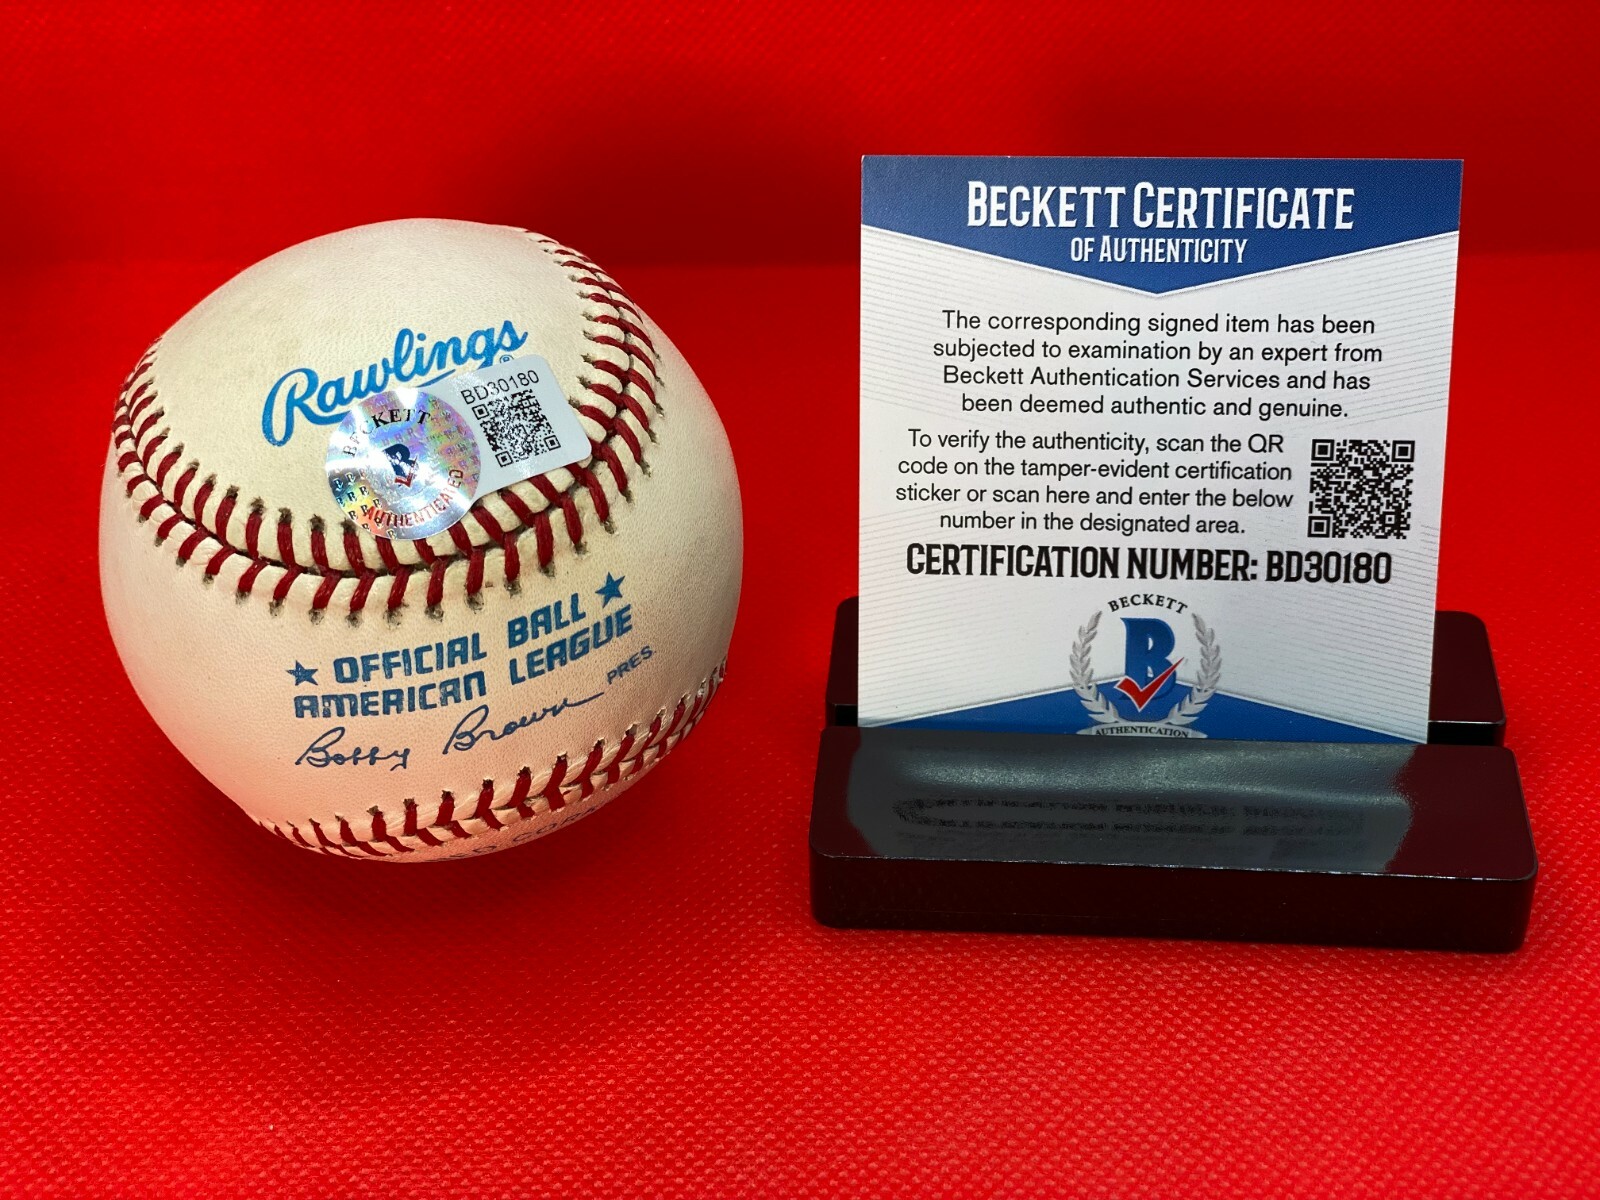 Rawlings
®
BD30180
BECKETT
B
AUTHENTICATED
★ OFFICIAL BALL ★
AMERICAN LEAGUE
Bobby Brown PRES.
BECKETT CERTIFICATE
OF AUTHENTICITY
The corresponding signed item has been
subjected to examination by an expert from
Beckett Authentication Services and has
been deemed authentic and genuine.
To verify the authenticity, scan the QR
code on the tamper-evident certification
sticker or scan here and enter the below
number in the designated area.
CERTIFICATION NUMBER: BD30180
BECKETT
B
AUTHENTICATION